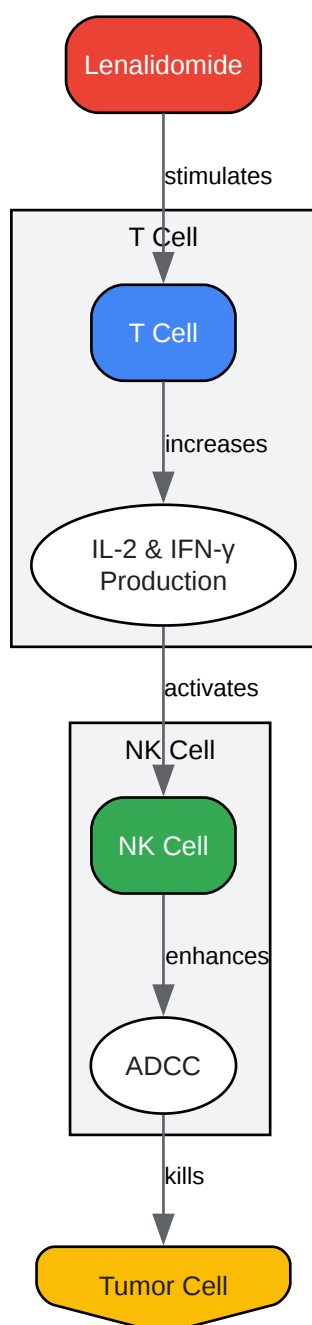 Lenalidomide
stimulates
T Cell
T Cell
increases
IL-2 & IFN-γ
Production
activates
NK Cell
NK Cell
enhances
ADCC
kills
Tumor Cell